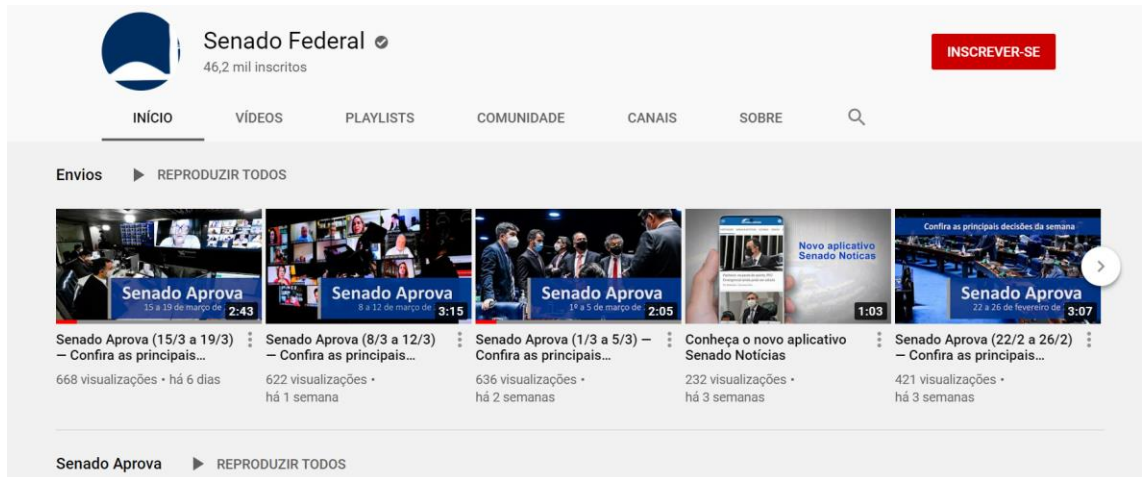 Senado Federal
46,2 mil inscritos
INSCREVER-SE
INÍCIO VÍDEOS PLAYLISTS COMUNIDADE CANAIS SOBRE
Envios REPRODUZIR TODOS
Senado Aprova
15 a 19 de março de
2:43
Senado Aprova
8 a 12 de março de
3:15
Senado Aprova
1º a 5 de março de
2:05
Novo aplicativo
Senado Notícas
1:03
Confira as principais decisões da semana
Senado Aprova
22 a 26 de fevereiro de
3:07
Senado Aprova (15/3 a 19/3)
— Confira as principais...
668 visualizações • há 6 dias
Senado Aprova (8/3 a 12/3)
— Confira as principais...
622 visualizações •
há 1 semana
Senado Aprova (1/3 a 5/3) —
Confira as principais...
636 visualizações •
há 2 semanas
Conheça o novo aplicativo
Senado Notícias
232 visualizações •
há 3 semanas
Senado Aprova (22/2 a 26/2)
— Confira as principais...
421 visualizações •
há 3 semanas
Senado Aprova REPRODUZIR TODOS